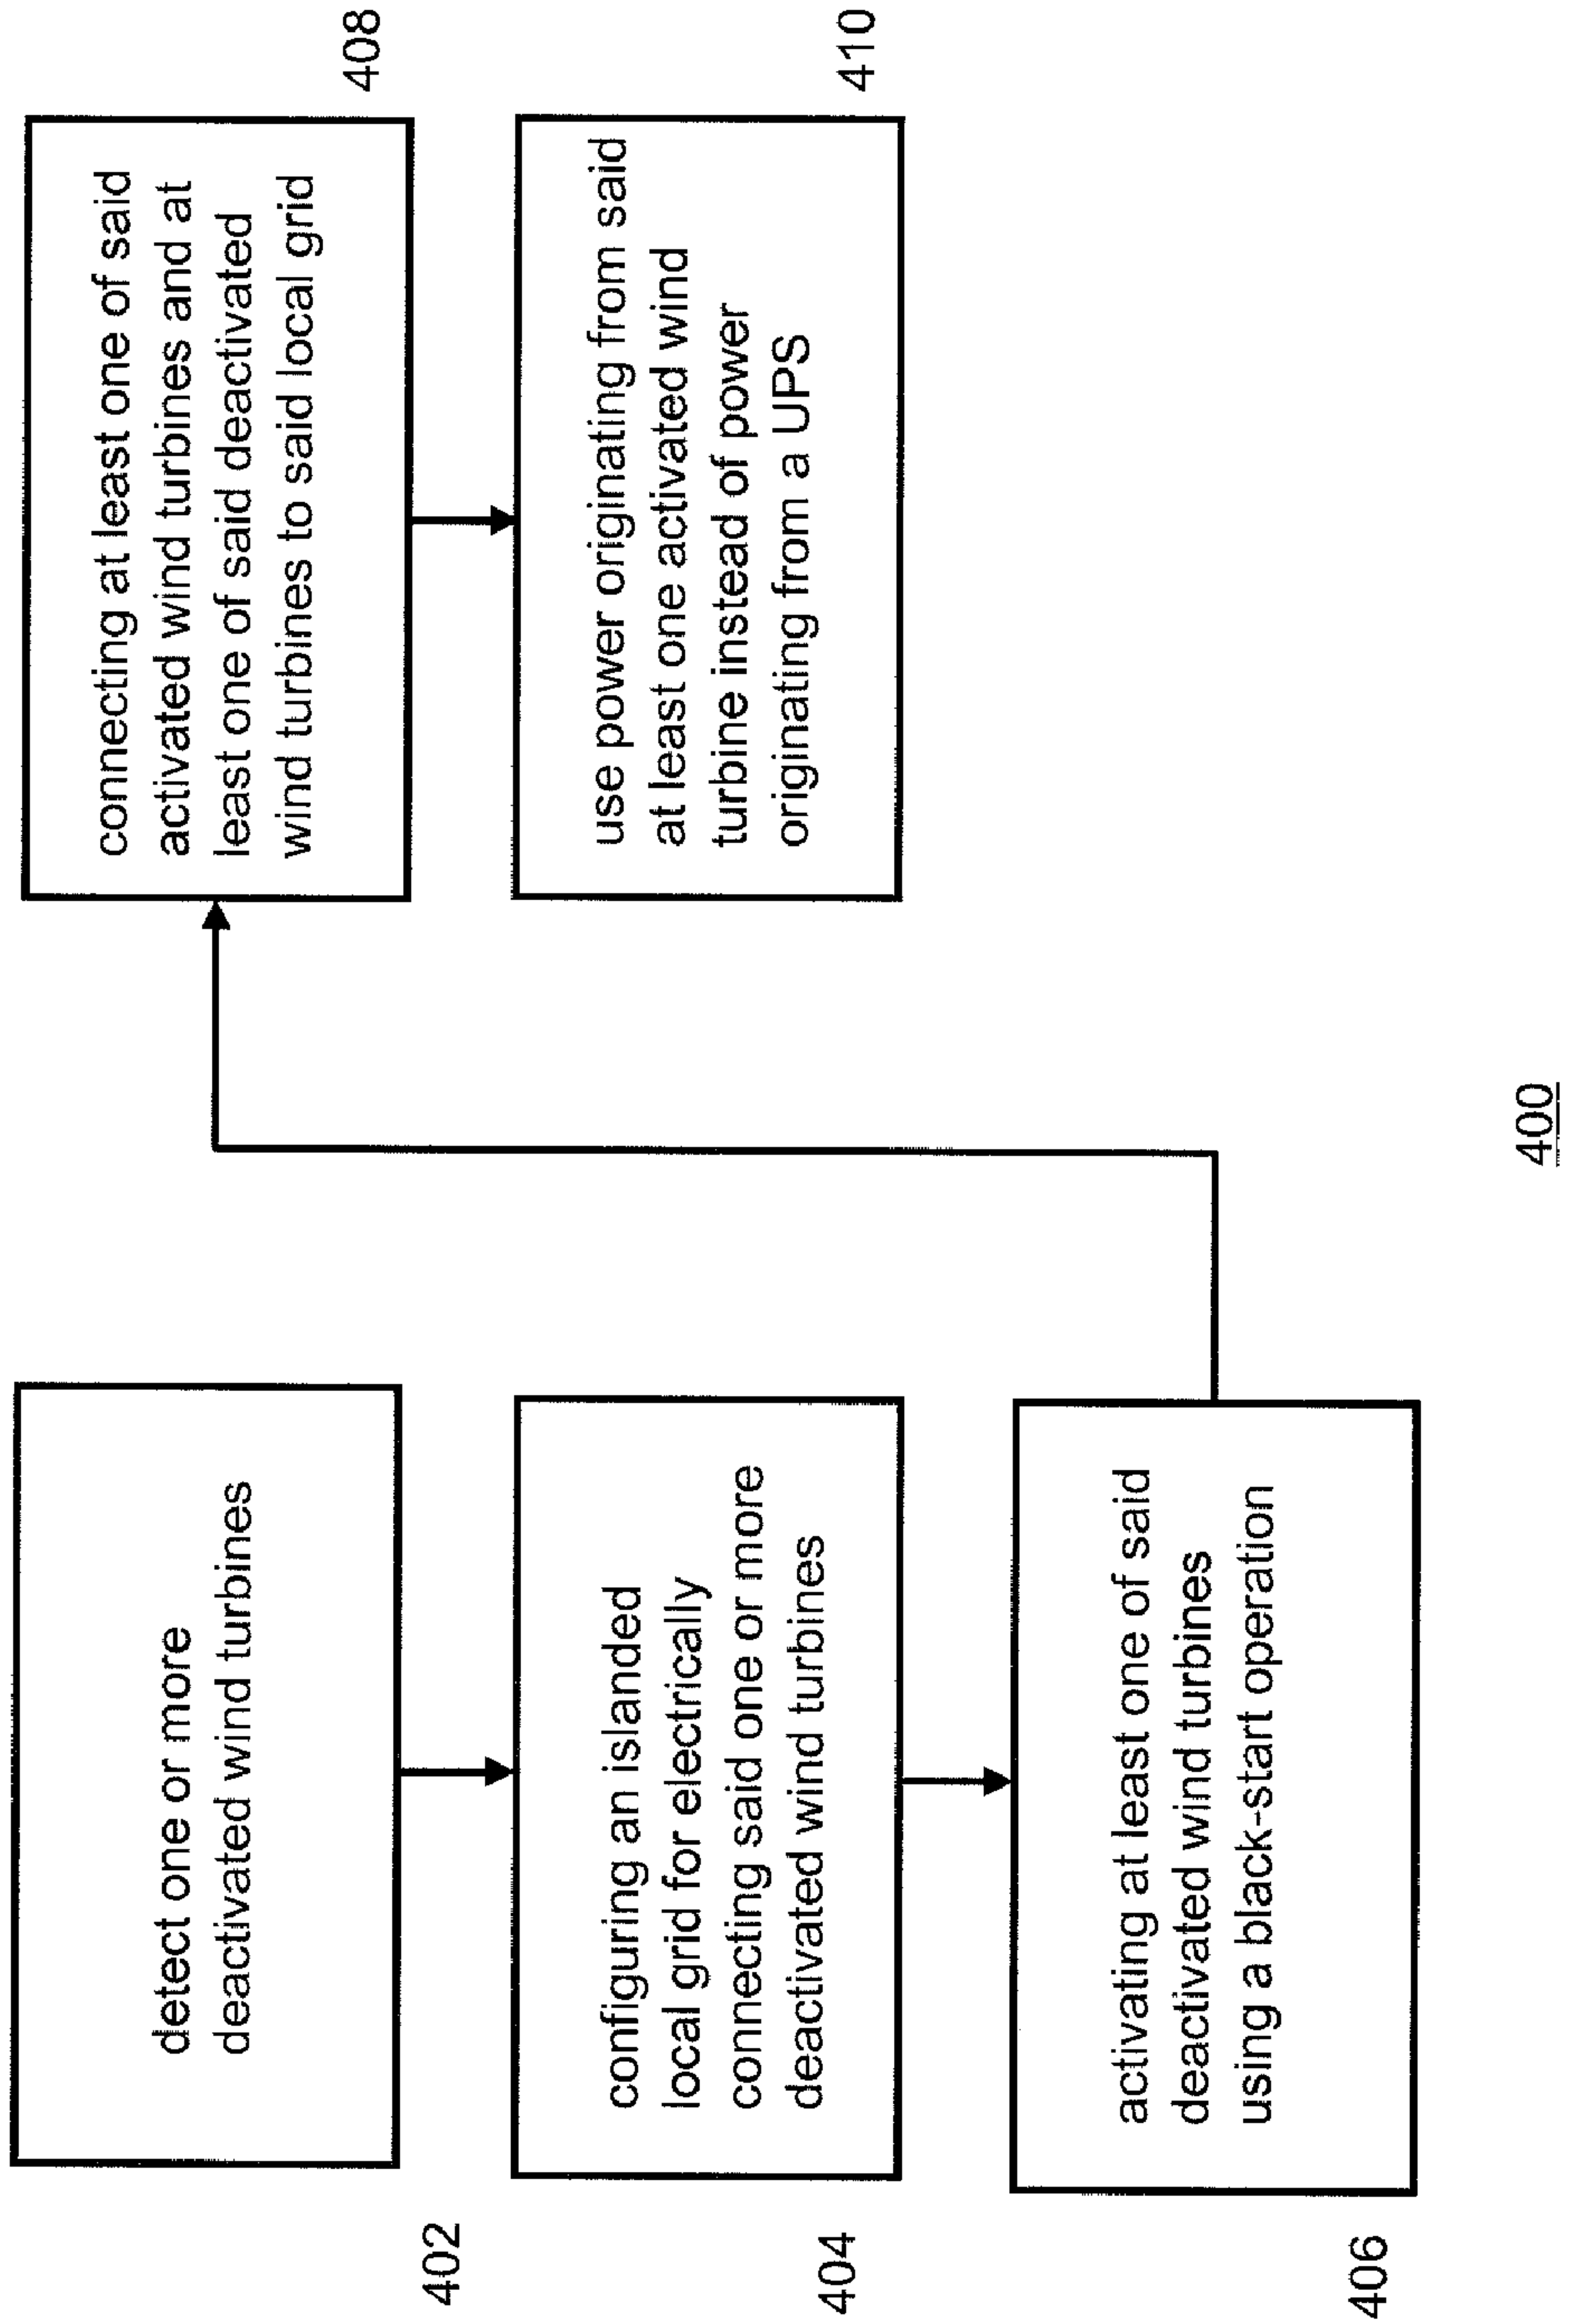 detect one or more
deactivated wind turbines
402
configuring an islanded
local grid for electrically
connecting said one or more
deactivated wind turbines
404
activating at least one of said
deactivated wind turbines
using a black-start operation
406
connecting at least one of said
activated wind turbines and at
least one of said deactivated
wind turbines to said local grid
408
use power originating from said
at least one activated wind
turbine instead of power
originating from a UPS
410
400